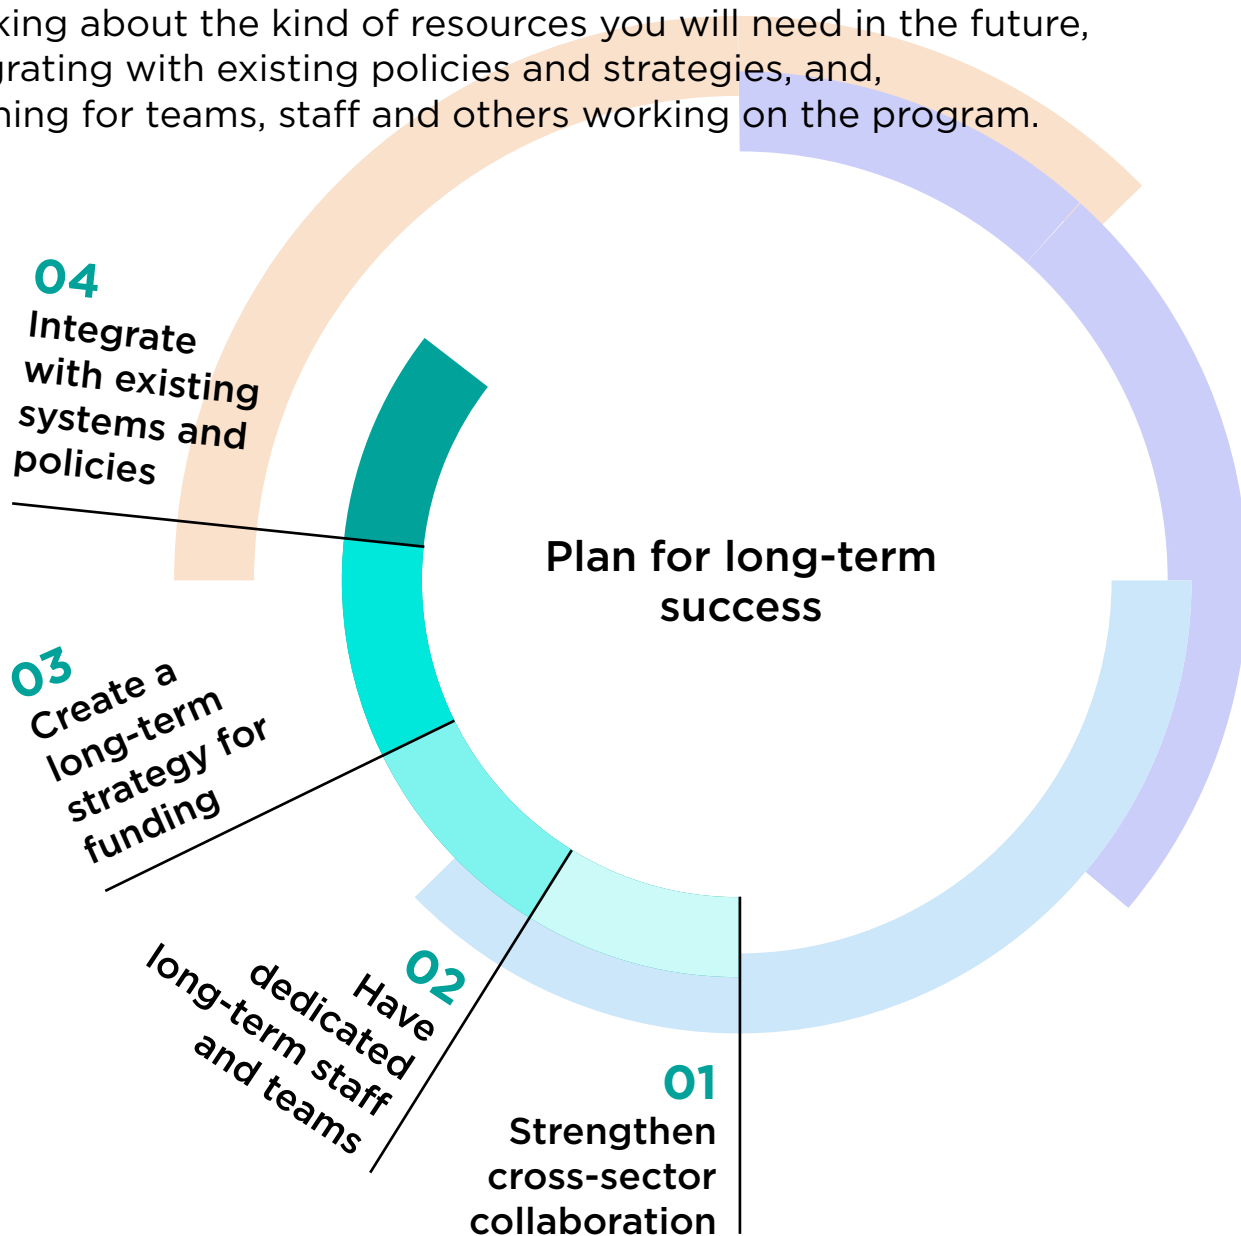 king about the kind of resources you will need in the future,
grating with existing policies and strategies, and,
ning for teams, staff and others working on the program.
04
Integrate
with existing
systems and
policies
Plan for long-term
success
03
Create a
long-term
strategy for
funding
02
Have
dedicated
long-term staff
and teams
01
Strengthen
cross-sector
collaboration